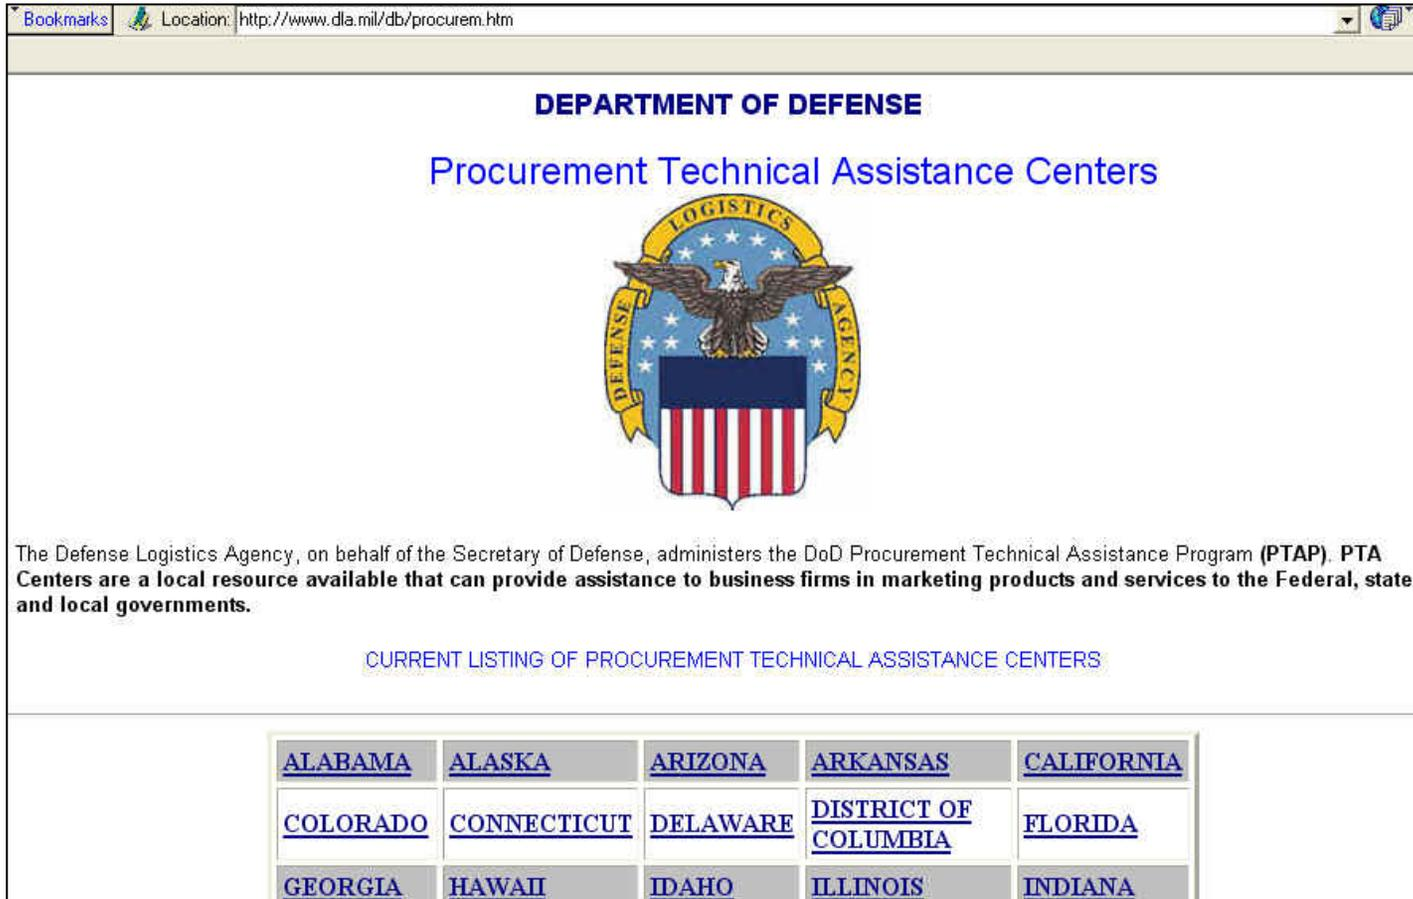 Bookmarks Location: http://www.dla.mil/db/procurem.htm
DEPARTMENT OF DEFENSE
Procurement Technical Assistance Centers
LOGISTICS
DEFENSE AGENCY
The Defense Logistics Agency, on behalf of the Secretary of Defense, administers the DoD Procurement Technical Assistance Program (PTAP). PTA
Centers are a local resource available that can provide assistance to business firms in marketing products and services to the Federal, state
and local governments.
CURRENT LISTING OF PROCUREMENT TECHNICAL ASSISTANCE CENTERS
ALABAMA ALASKA ARIZONA ARKANSAS CALIFORNIA
COLORADO CONNECTICUT DELAWARE DISTRICT OF COLUMBIA FLORIDA
GEORGIA HAWAII IDAHO ILLINOIS INDIANA